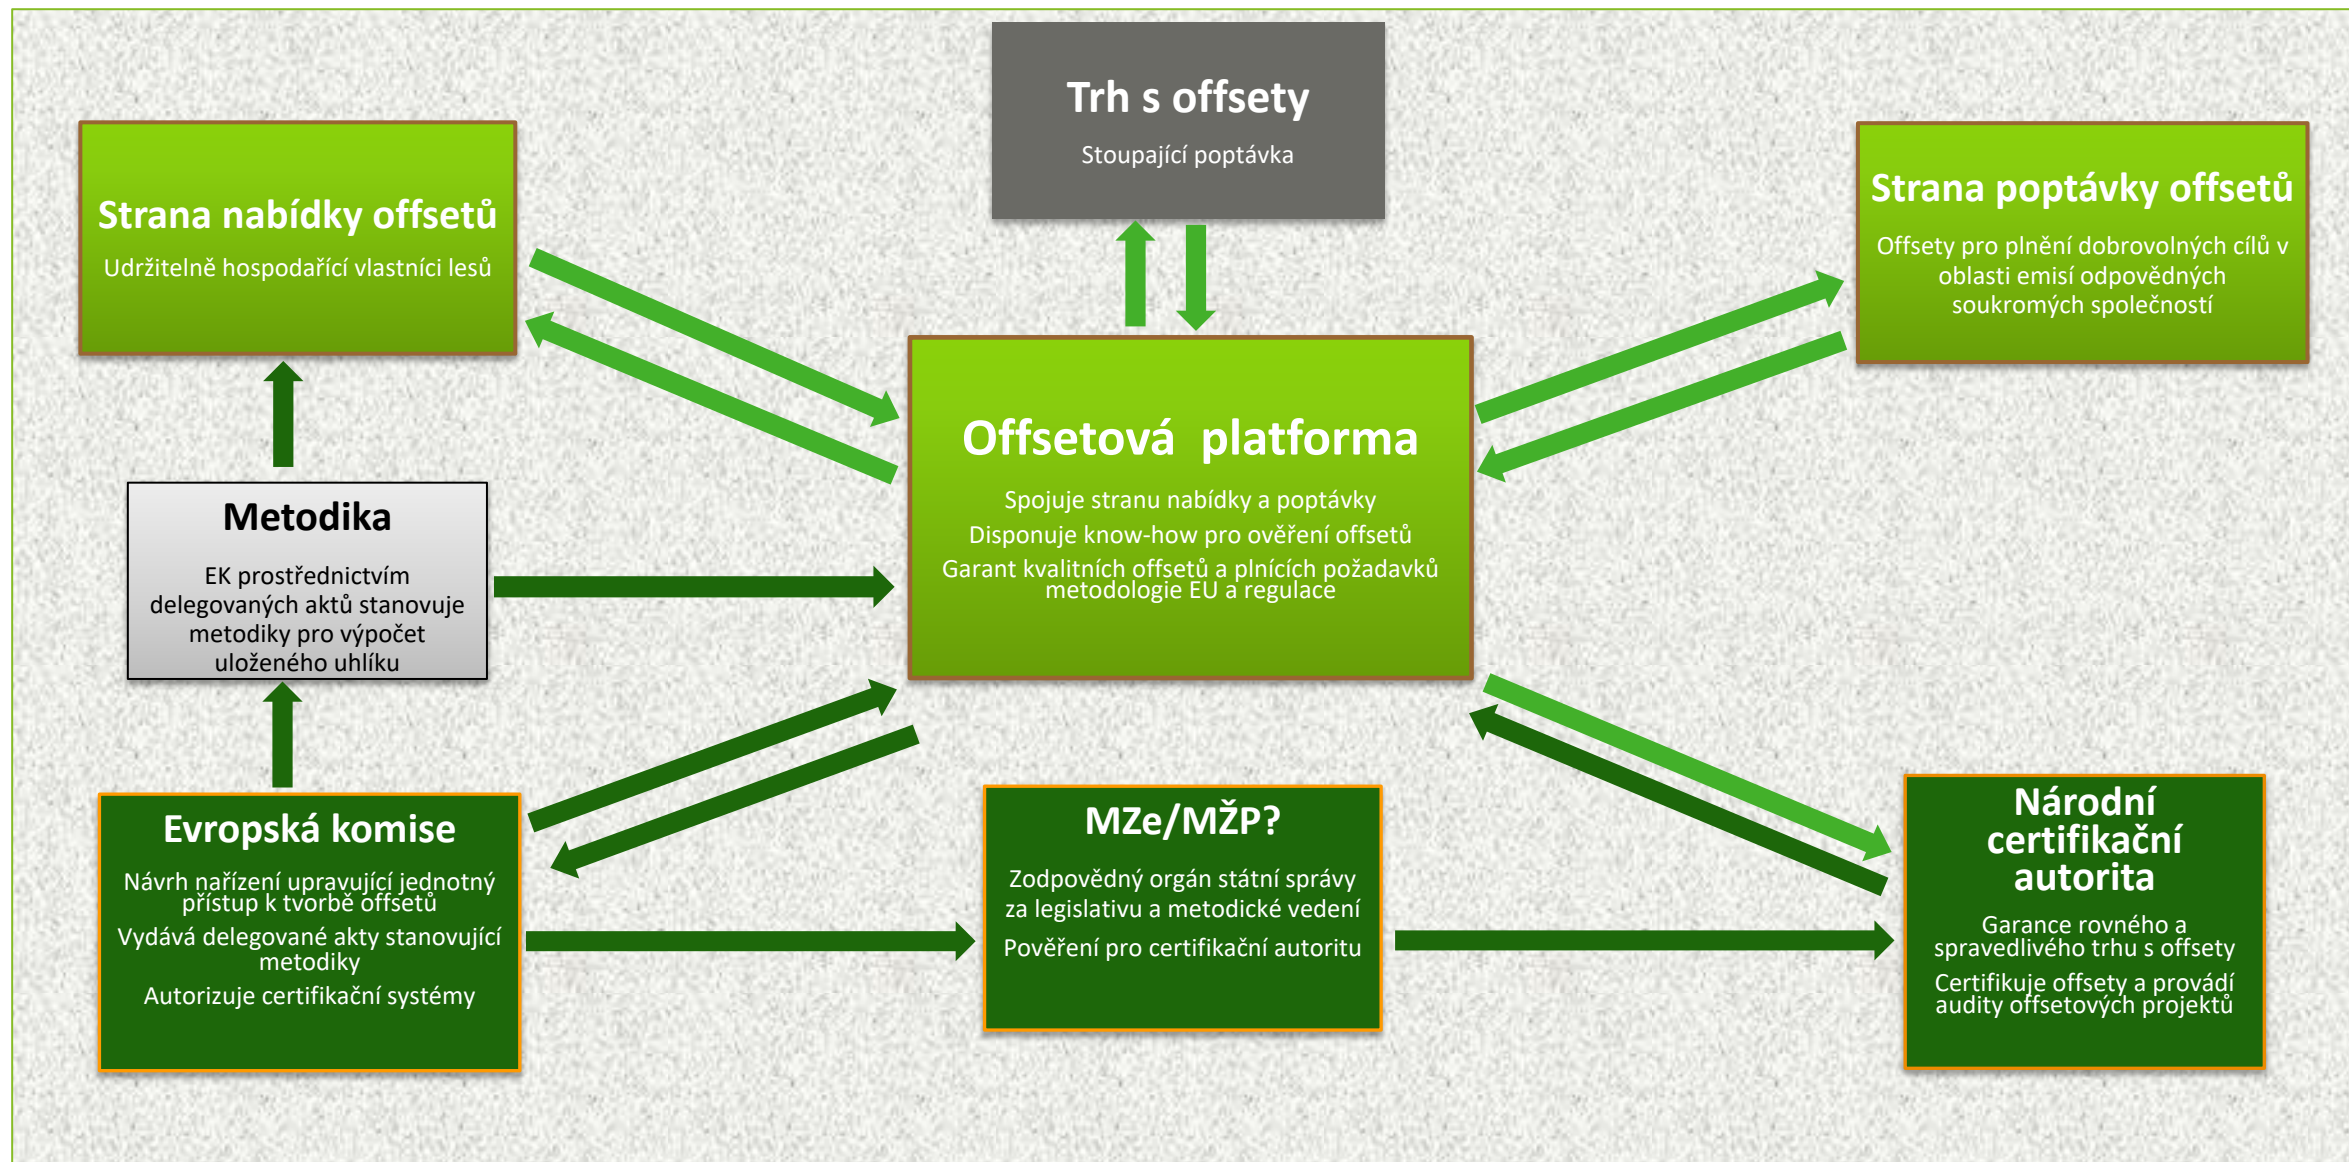 Trh s offsety
Stoupající poptávka
Strana nabídky offsetů
Udržitelně hospodařící vlastníci lesů
Strana poptávky offsetů
Offsety pro plnění dobrovolných cílů v
oblasti emisí odpovědných
soukromých společností
Offsetová platforma
Spojuje stranu nabídky a poptávky
Disponuje know-how pro ověření offsetů
Garant kvalitních offsetů a plnících požadavků
metodologie EU a regulace
Metodika
EK prostřednictvím
delegovaných aktů stanovuje
metodiky pro výpočet
uloženého uhlíku
Evropská komise
Návrh nařízení upravující jednotný
přístup k tvorbě offsetů
Vydává delegované akty stanovující
metodiky
Autorizuje certifikační systémy
MZe/MŽP?
Zodpovědný orgán státní správy
za legislativu a metodické vedení
Pověření pro certifikační autoritu
Národní
certifikační
autorita
Garance rovného a
spravedlivého trhu s offsety
Certifikuje offsety a provádí
audity offsetových projektů